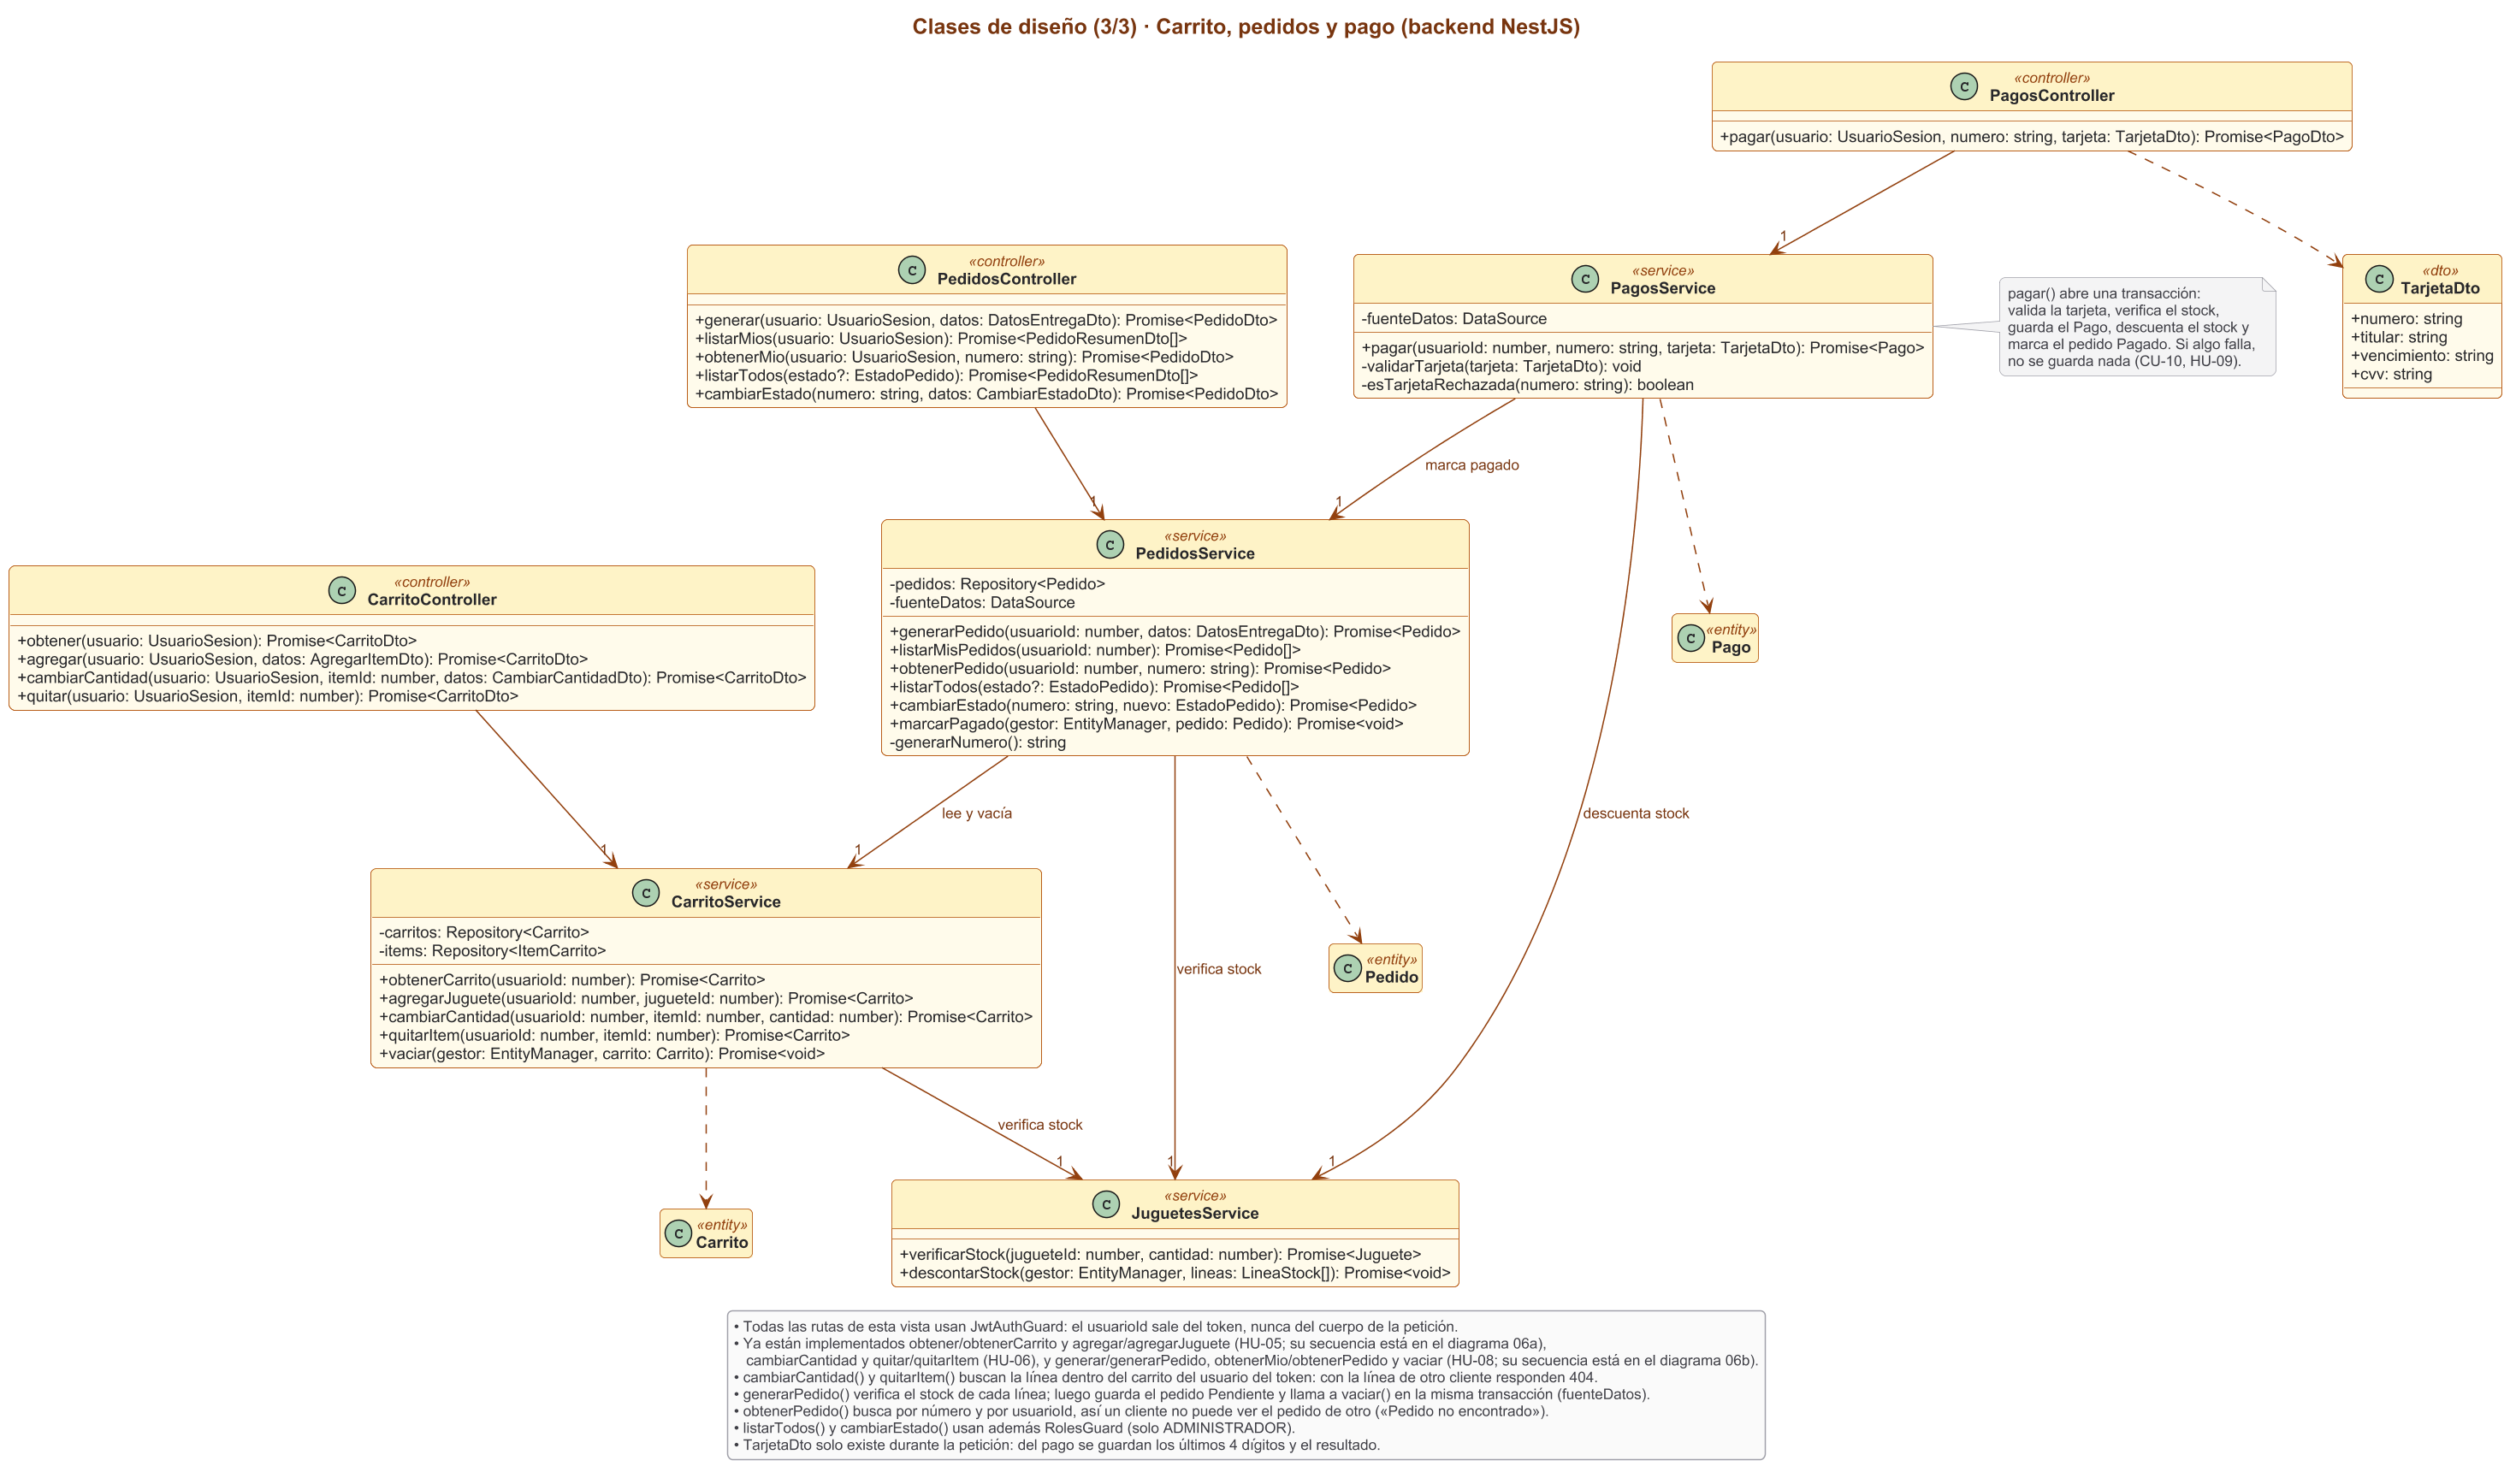 Clases de diseño (3/3) · Carrito, pedidos y pago (backend NestJS)
«controller»
C PagosController
+pagar(usuario: UsuarioSesion, numero: string, tarjeta: TarjetaDto): Promise<PagoDto>
1
«controller»
C PedidosController
+generar(usuario: UsuarioSesion, datos: DatosEntregaDto): Promise<PedidoDto>
+listarMios(usuario: UsuarioSesion): Promise<PedidoResumenDto[]>
+obtenerMio(usuario: UsuarioSesion, numero: string): Promise<PedidoDto>
+listarTodos(estado?: EstadoPedido): Promise<PedidoResumenDto[]>
+cambiarEstado(numero: string, datos: CambiarEstadoDto): Promise<PedidoDto>
«service»
C PagosService
-fuenteDatos: DataSource
+pagar(usuarioId: number, numero: string, tarjeta: TarjetaDto): Promise<Pago>
-validarTarjeta(tarjeta: TarjetaDto): void
-esTarjetaRechazada(numero: string): boolean
pagar() abre una transacción:
valida la tarjeta, verifica el stock,
guarda el Pago, descuenta el stock y
marca el pedido Pagado. Si algo falla,
no se guarda nada (CU-10, HU-09).
«dto»
C TarjetaDto
+numero: string
+titular: string
+vencimiento: string
+cvv: string
marca pagado
1
1
«service»
C PedidosService
-pedidos: Repository<Pedido>
-fuenteDatos: DataSource
+generarPedido(usuarioId: number, datos: DatosEntregaDto): Promise<Pedido>
+listarMisPedidos(usuarioId: number): Promise<Pedido[]>
+obtenerPedido(usuarioId: number, numero: string): Promise<Pedido>
+listarTodos(estado?: EstadoPedido): Promise<Pedido[]>
+cambiarEstado(numero: string, nuevo: EstadoPedido): Promise<Pedido>
+marcarPagado(gestor: EntityManager, pedido: Pedido): Promise<void>
-generarNumero(): string
«controller»
C CarritoController
+obtener(usuario: UsuarioSesion): Promise<CarritoDto>
+agregar(usuario: UsuarioSesion, datos: AgregarItemDto): Promise<CarritoDto>
+cambiarCantidad(usuario: UsuarioSesion, itemId: number, datos: CambiarCantidadDto): Promise<CarritoDto>
+quitar(usuario: UsuarioSesion, itemId: number): Promise<CarritoDto>
«entity»
C Pago
lee y vacía
descuenta stock
1
1
«service»
C CarritoService
-carritos: Repository<Carrito>
-items: Repository<ItemCarrito>
+obtenerCarrito(usuarioId: number): Promise<Carrito>
+agregarJuguete(usuarioId: number, jugueteId: number): Promise<Carrito>
+cambiarCantidad(usuarioId: number, itemId: number, cantidad: number): Promise<Carrito>
+quitarItem(usuarioId: number, itemId: number): Promise<Carrito>
+vaciar(gestor: EntityManager, carrito: Carrito): Promise<void>
verifica stock
«entity»
C Pedido
verifica stock
1
1
1
«entity»
C Carrito
«service»
C JuguetesService
+verificarStock(jugueteId: number, cantidad: number): Promise<Juguete>
+descontarStock(gestor: EntityManager, lineas: LineaStock[]): Promise<void>
• Todas las rutas de esta vista usan JwtAuthGuard: el usuarioId sale del token, nunca del cuerpo de la petición.
• Ya están implementados obtener/obtenerCarrito y agregar/agregarJuguete (HU-05; su secuencia está en el diagrama 06a),
cambiarCantidad y quitar/quitarItem (HU-06), y generar/generarPedido, obtenerMio/obtenerPedido y vaciar (HU-08; su secuencia está en el diagrama 06b).
• cambiarCantidad() y quitarItem() buscan la línea dentro del carrito del usuario del token: con la línea de otro cliente responden 404.
• generarPedido() verifica el stock de cada línea; luego guarda el pedido Pendiente y llama a vaciar() en la misma transacción (fuenteDatos).
• obtenerPedido() busca por número y por usuarioId, así un cliente no puede ver el pedido de otro («Pedido no encontrado»).
• listarTodos() y cambiarEstado() usan además RolesGuard (solo ADMINISTRADOR).
• TarjetaDto solo existe durante la petición: del pago se guardan los últimos 4 dígitos y el resultado.